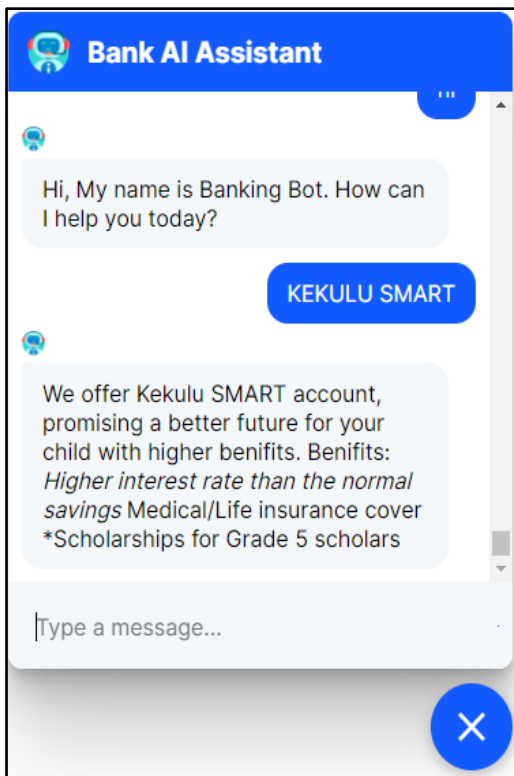 Bank AI Assistant
Hi
Hi, My name is Banking Bot. How can
I help you today?
KEKULU SMART
We offer Kekulu SMART account,
promising a better future for your
child with higher benifits. Benifits:
Higher interest rate than the normal
savings Medical/Life insurance cover
*Scholarships for Grade 5 scholars
Type a message...